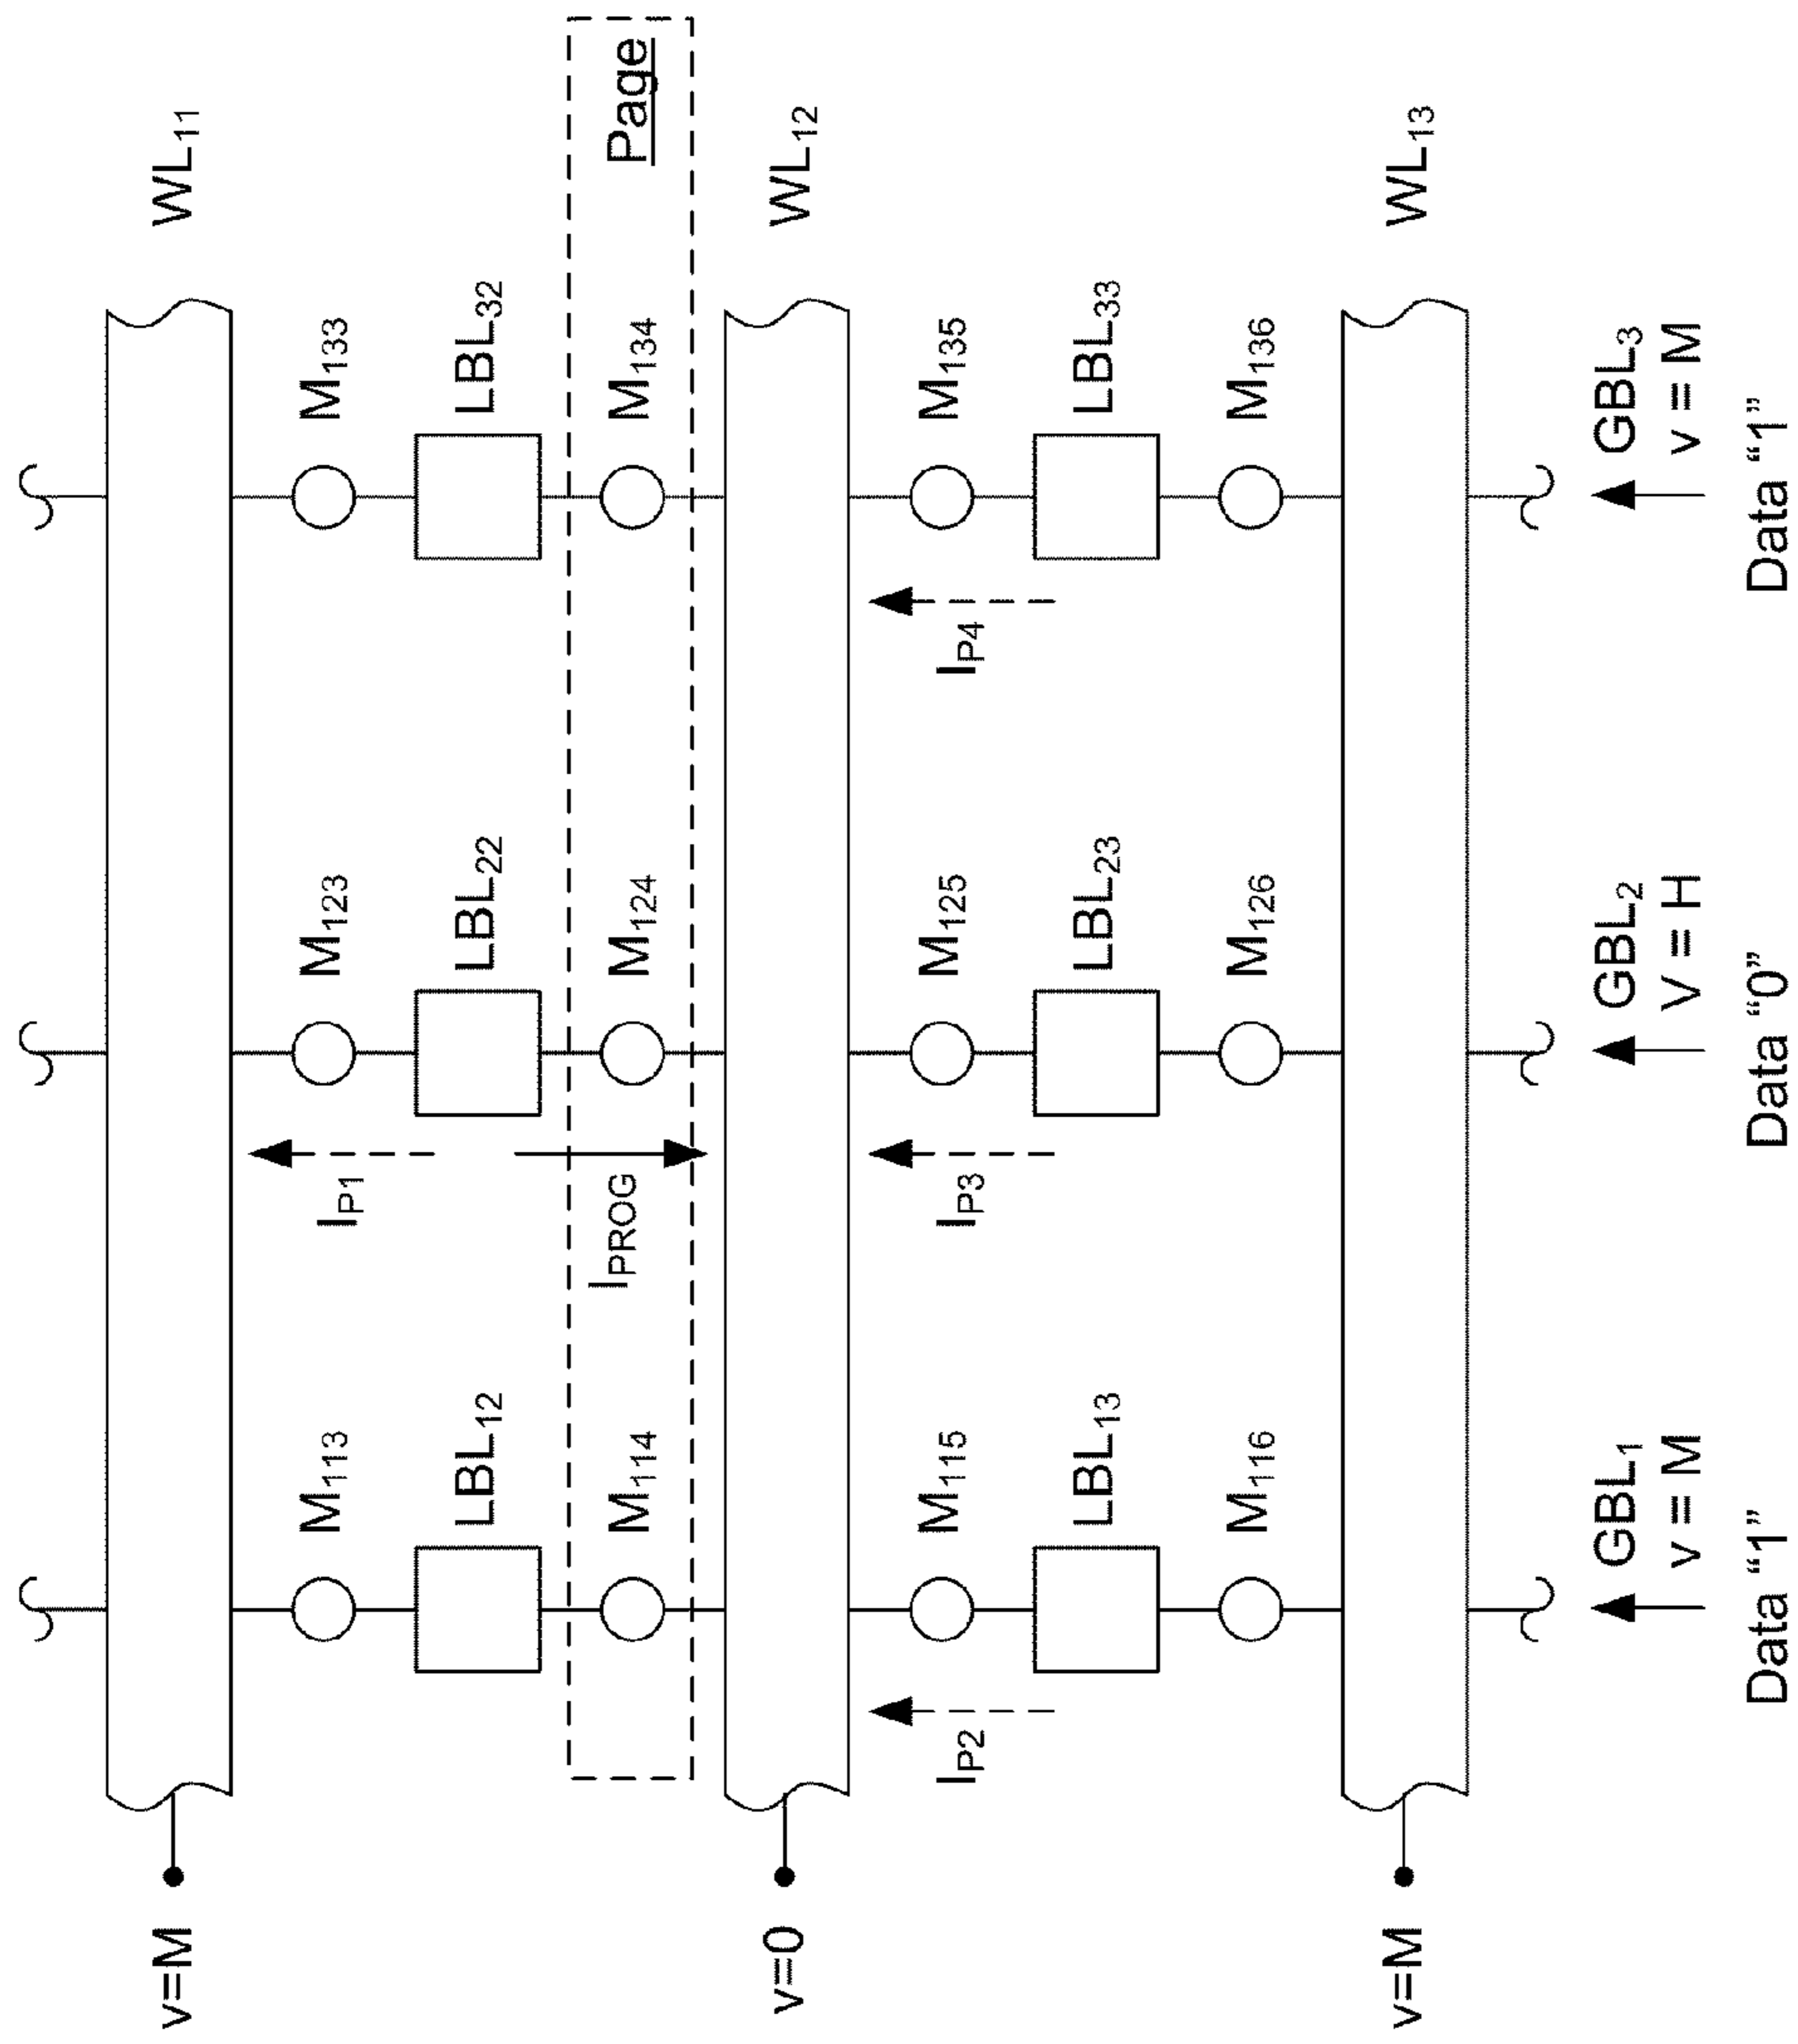 WL11
M133
LBL32
M134
Page
WL12
M135
LBL33
M136
WL13
GBL3
v = M
Data “1”
IP4
M123
LBL22
M124
M125
LBL23
M126
GBL2
V = H
Data “0”
IP1
IPROG
IP3
M113
LBL12
M114
M115
LBL13
M116
GBL1
v = M
Data “1”
IP2
v=M
v=0
v=M